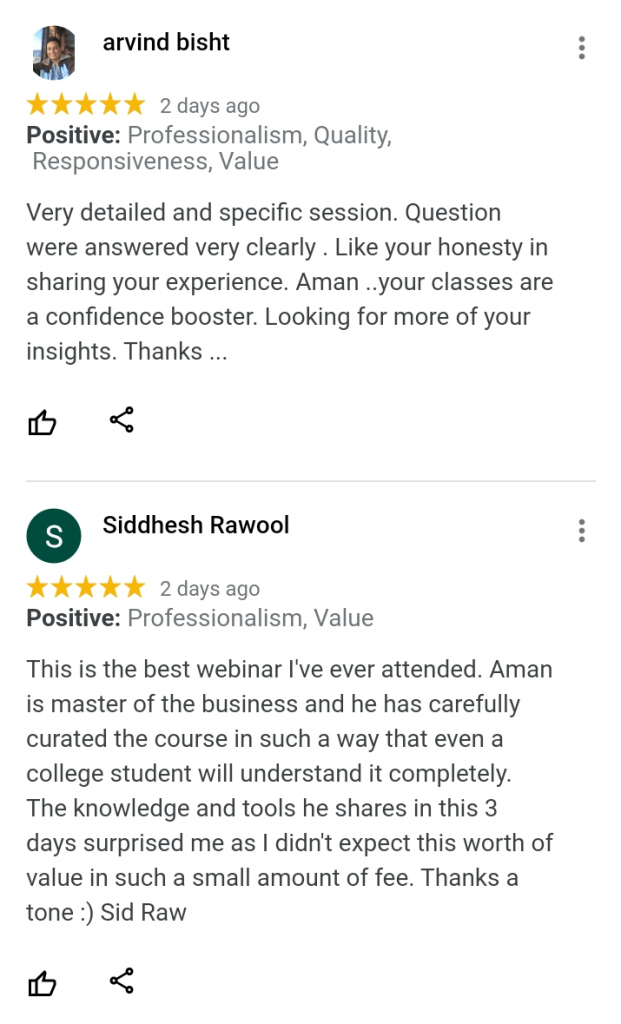 arvind bisht
2 days ago
Positive: Professionalism, Quality,
Responsiveness, Value
Very detailed and specific session. Question
were answered very clearly . Like your honesty in
sharing your experience. Aman ..your classes are
a confidence booster. Looking for more of your
insights. Thanks ...
S
Siddhesh Rawool
2 days ago
Positive: Professionalism, Value
This is the best webinar I've ever attended. Aman
is master of the business and he has carefully
curated the course in such a way that even a
college student will understand it completely.
The knowledge and tools he shares in this 3
days surprised me as I didn't expect this worth of
value in such a small amount of fee. Thanks a
tone :) Sid Raw